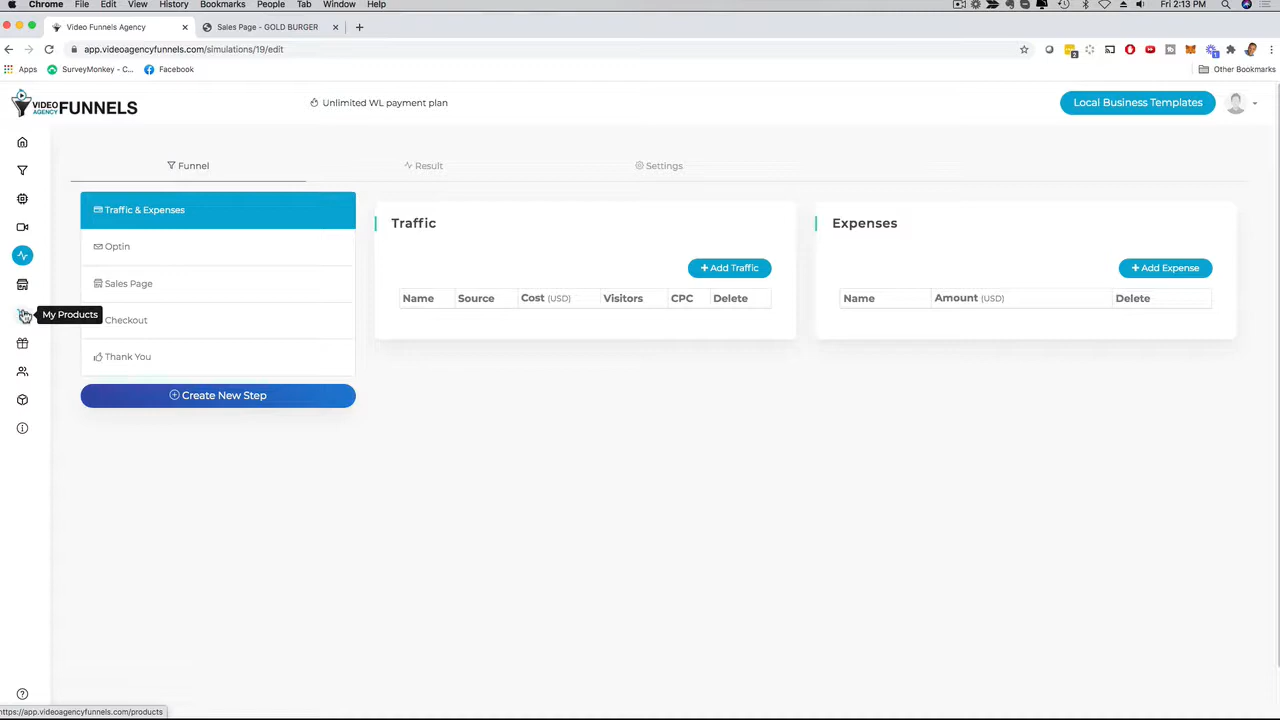 Chrome File Edit View History Bookmarks People Tab Window Help Fri 2:13 PM
Video Funnels Agency Sales Page - GOLD BURGER
app.videoagencyfunnels.com/simulations/19/edit
Apps SurveyMonkey - C... Facebook Other Bookmarks
VIDEO AGENCY FUNNELS
Unlimited WL payment plan
Local Business Templates
Funnel Result Settings
Traffic & Expenses
Optin
Sales Page
Checkout
Thank You
Create New Step
My Products
Traffic
+ Add Traffic
Name Source Cost (USD) Visitors CPC Delete
Expenses
+ Add Expense
Name Amount (USD) Delete
https://app.videoagencyfunnels.com/products